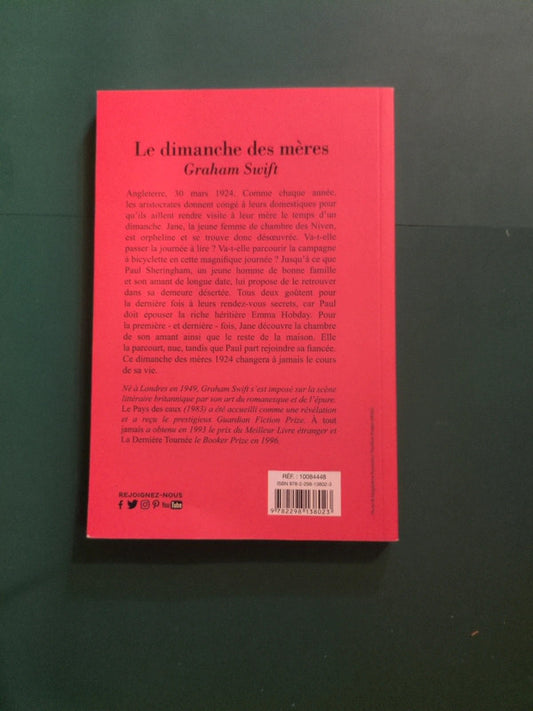 Le dimanche des mères
Graham Swift
Angleterre, 30 mars 1924. Comme chaque année,
les aristocrates donnent congé à leurs domestiques pour
qu'ils aillent rendre visite à leur mère le temps d'un
dimanche. Jane, la jeune femme de chambre des Niven,
est orpheline et se trouve donc désœuvrée. Va-t-elle
passer la journée à lire ? Va-t-elle parcourir la campagne
à bicyclette en cette magnifique journée ? Jusqu'à ce que
Paul Sheringham, un jeune homme de bonne famille
et son amant de longue date, lui propose de le retrouver
dans sa demeure désertée. Tous deux goûtent pour
la dernière fois à leurs rendez-vous secrets, car Paul
doit épouser la riche héritière Emma Hobday. Pour
la première - et dernière - fois, Jane découvre la chambre
de son amant ainsi que le reste de la maison. Elle
la parcourt, nue, tandis que Paul part rejoindre sa fiancée.
Ce dimanche des mères 1924 changera à jamais le cours
de sa vie.
Né à Londres en 1949, Graham Swift s'est imposé sur la scène
littéraire britannique par son art du romanesque et de l'épure.
Le Pays des eaux (1983) a été accueilli comme une révélation
et a reçu le prestigieux Guardian Fiction Prize. À tout
jamais a obtenu en 1993 le prix du Meilleur Livre étranger et
La Dernière Tournée le Booker Prize en 1996.
RÉF. : 10084448
ISBN 978-2-298-13802-3
9 782298 138023
REJOIGNEZ-NOUS
YouTube